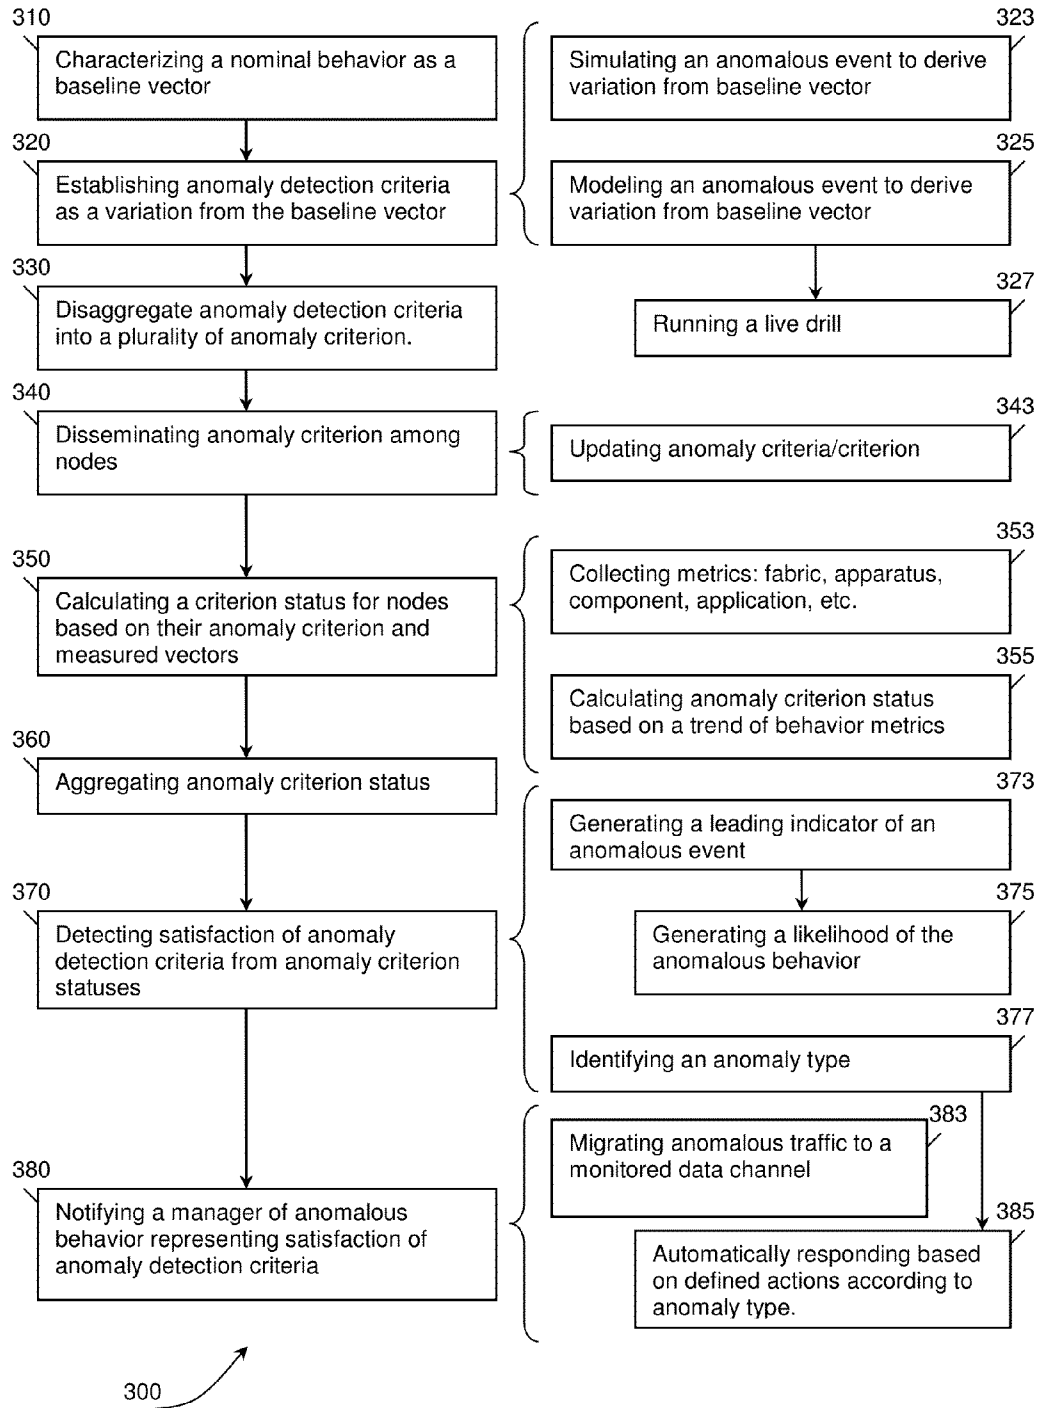 310
Characterizing a nominal behavior as a
baseline vector
323
Simulating an anomalous event to derive
variation from baseline vector
320
Establishing anomaly detection criteria
as a variation from the baseline vector
325
Modeling an anomalous event to derive
variation from baseline vector
330
Disaggregate anomaly detection criteria
into a plurality of anomaly criterion.
327
Running a live drill
340
Disseminating anomaly criterion among
nodes
343
Updating anomaly criteria/criterion
350
Calculating a criterion status for nodes
based on their anomaly criterion and
measured vectors
353
Collecting metrics: fabric, apparatus,
component, application, etc.
355
Calculating anomaly criterion status
based on a trend of behavior metrics
360
Aggregating anomaly criterion status
373
Generating a leading indicator of an
anomalous event
370
Detecting satisfaction of anomaly
detection criteria from anomaly criterion
statuses
375
Generating a likelihood of the
anomalous behavior
377
Identifying an anomaly type
383
Migrating anomalous traffic to a
monitored data channel
380
Notifying a manager of anomalous
behavior representing satisfaction of
anomaly detection criteria
385
Automatically responding based
on defined actions according to
anomaly type.
300